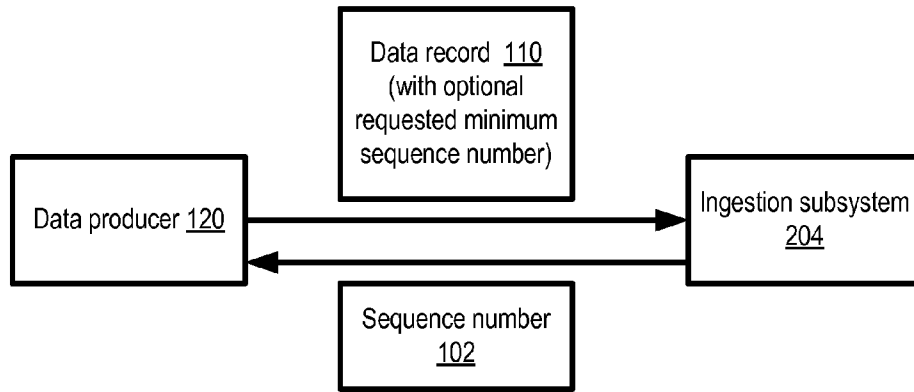 Data record 110
(with optional
requested minimum
sequence number)
Data producer 120
Ingestion subsystem
204
Sequence number
102